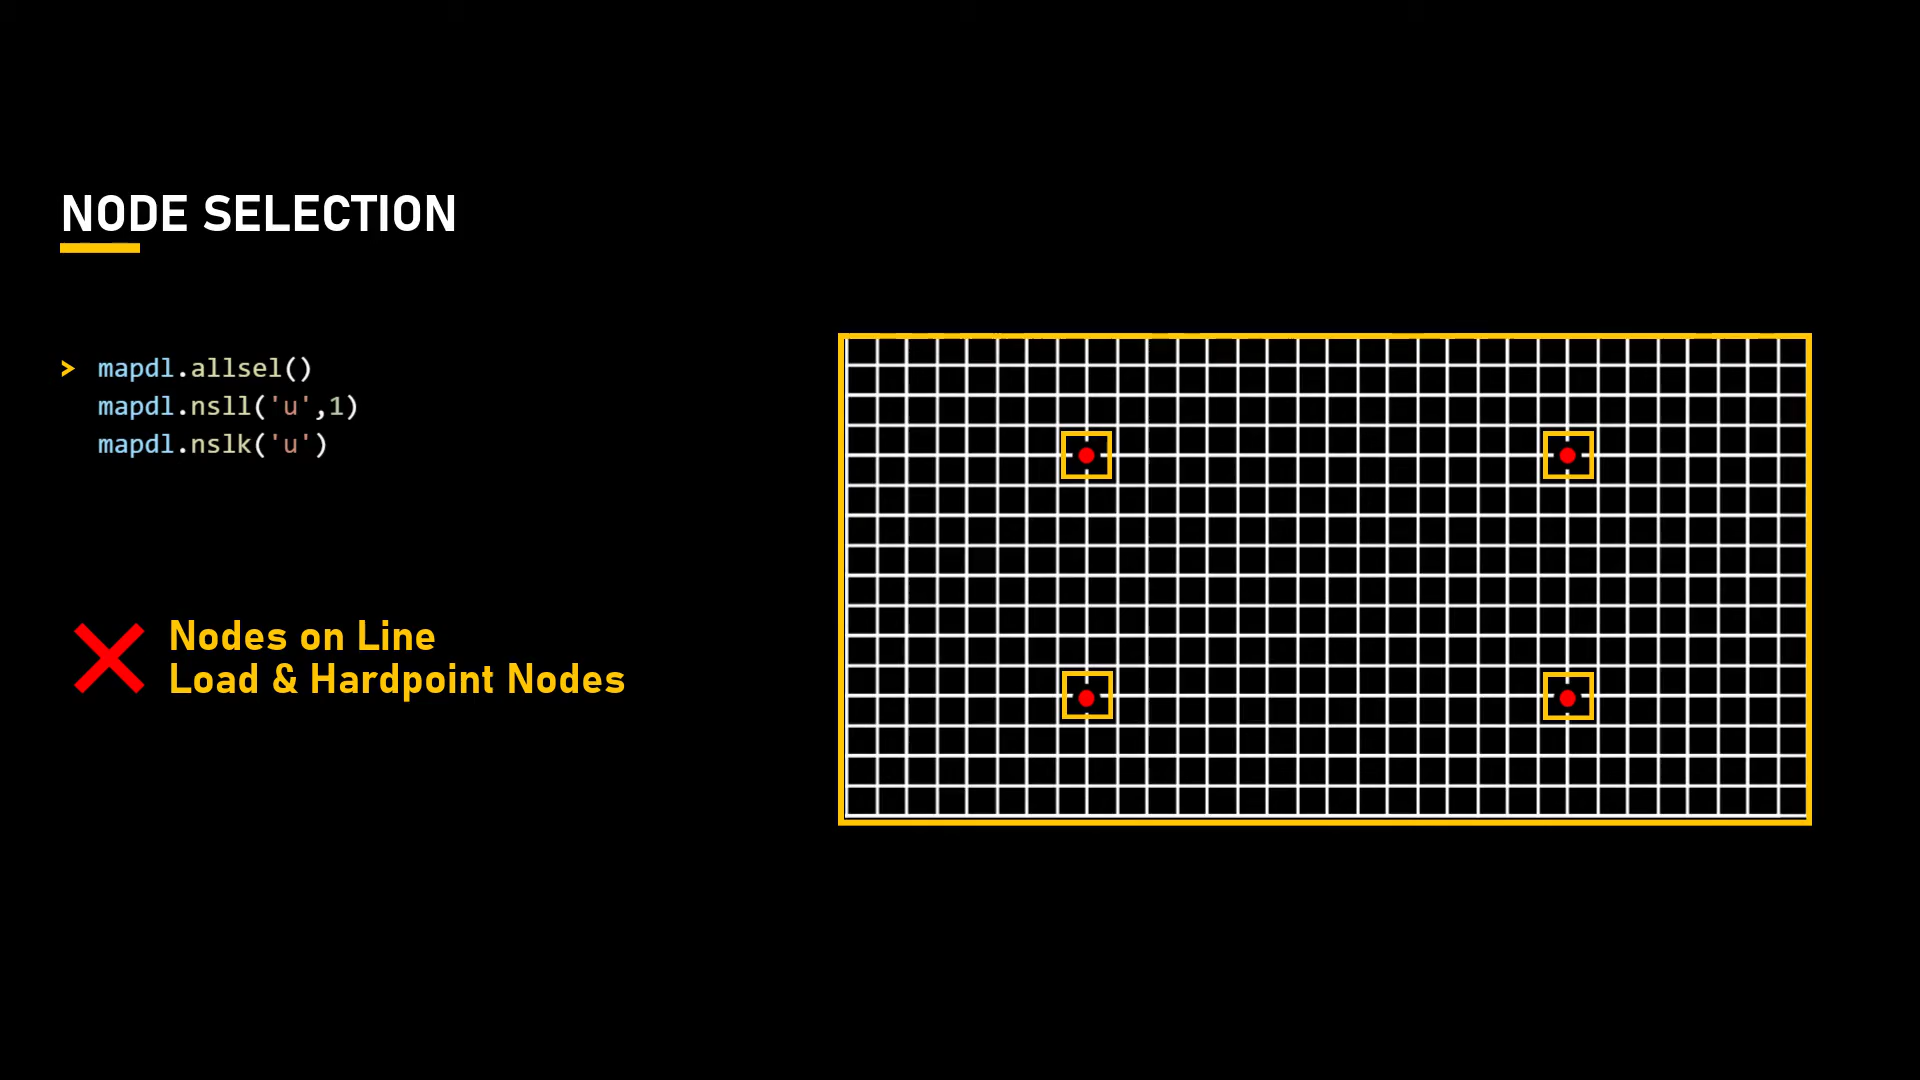 NODE SELECTION
> mapdl.allsel()
mapdl.nsll('u',1)
mapdl.nslk('u')
Nodes on Line
Load & Hardpoint Nodes